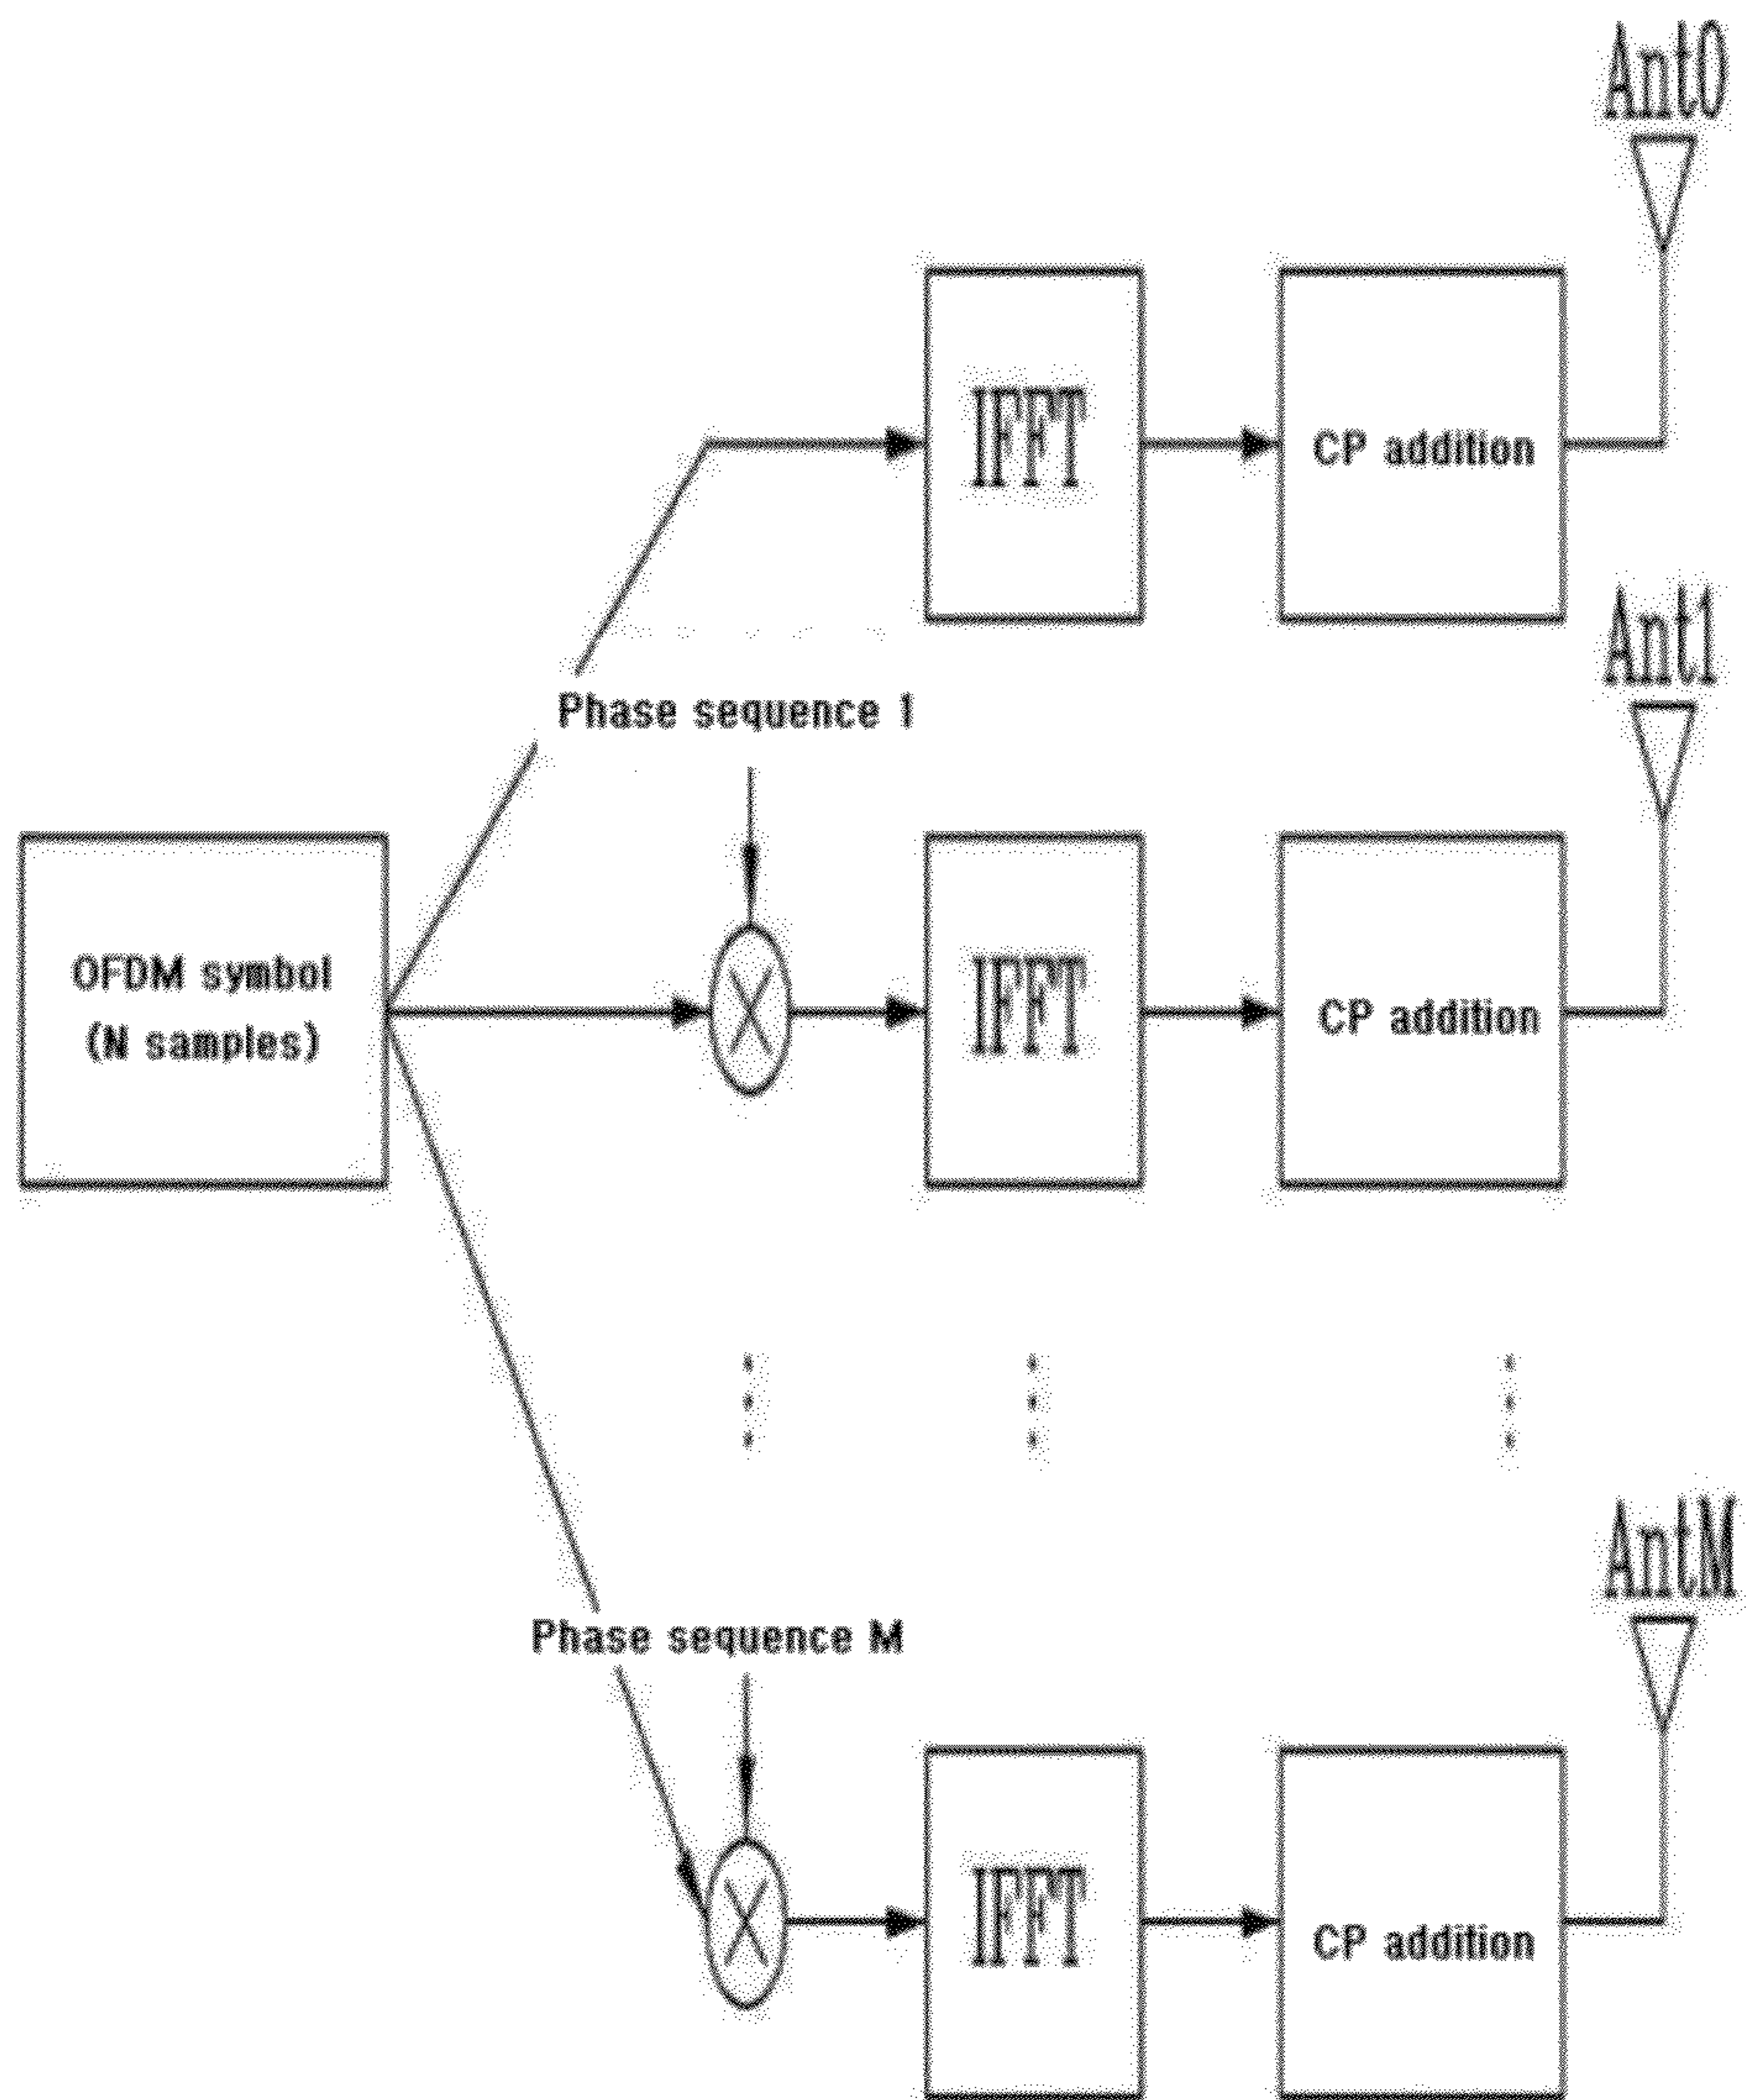 Ant0
IFFT
CP addition
Ant1
Phase sequence 1
OFDM symbol
(N samples)
X
IFFT
CP addition
AntM
Phase sequence M
X
IFFT
CP addition